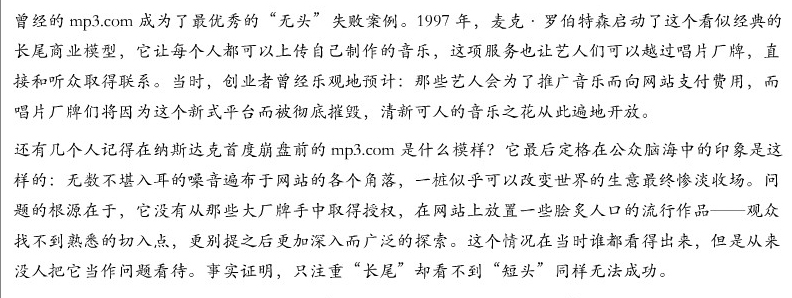 曾经的 mp3.com 成为了最优秀的“无头”失败案例。1997 年，麦克·罗伯特森启动了这个看似经典的
长尾商业模型，它让每个人都可以上传自己制作的音乐，这项服务也让艺人们可以越过唱片厂牌，直
接和听众取得联系。当时，创业者曾经乐观地预计：那些艺人会为了推广音乐而向网站支付费用，而
唱片厂牌们将因为这个新式平台而被彻底摧毁，清新可人的音乐之花从此遍地开放。
还有几个人记得在纳斯达克首度崩盘前的 mp3.com 是什么模样？它最后定格在公众脑海中的印象是这
样的：无数不堪入耳的噪音遍布于网站的各个角落，一桩似乎可以改变世界的生意最终惨淡收场。问
题的根源在于，它没有从那些大厂牌手中取得授权，在网站上放置一些脍炙人口的流行作品——观众
找不到熟悉的切入点，更别提之后更加深入而广泛的探索。这个情况在当时谁都看得出来，但是从来
没人把它当作问题看待。事实证明，只注重“长尾”却看不到“短头”同样无法成功。